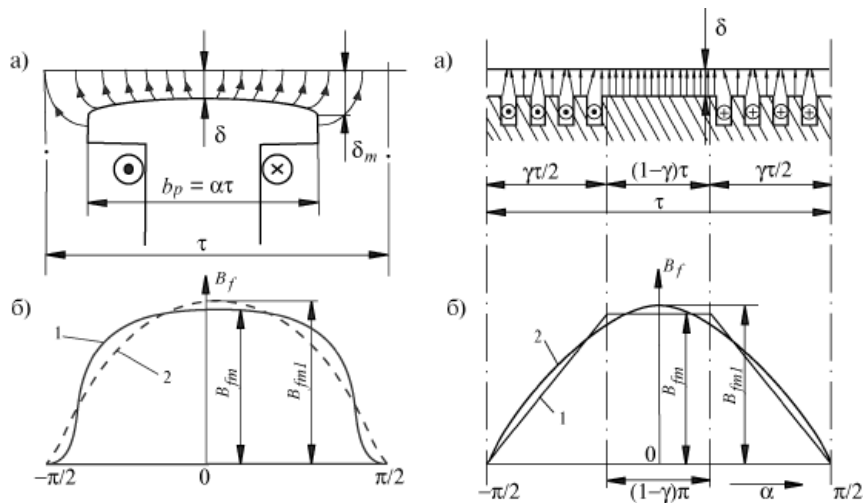 а)
δ
δm
bp = ατ
τ
б)
Bf
1
2
Bfm
Bfm1
−π/2
0
π/2
а)
δ
γτ/2
(1−γ)τ
γτ/2
τ
б)
Bf
2
1
Bfm
Bfm1
0
−π/2
(1−γ)π
α
π/2